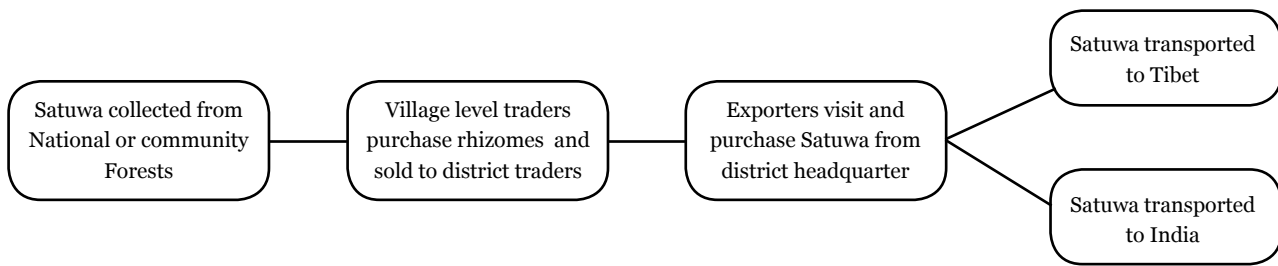 Satuwa collected from
National or community
Forests
Village level traders
purchase rhizomes and
sold to district traders
Exporters visit and
purchase Satuwa from
district headquarter
Satuwa transported
to Tibet
Satuwa transported
to India